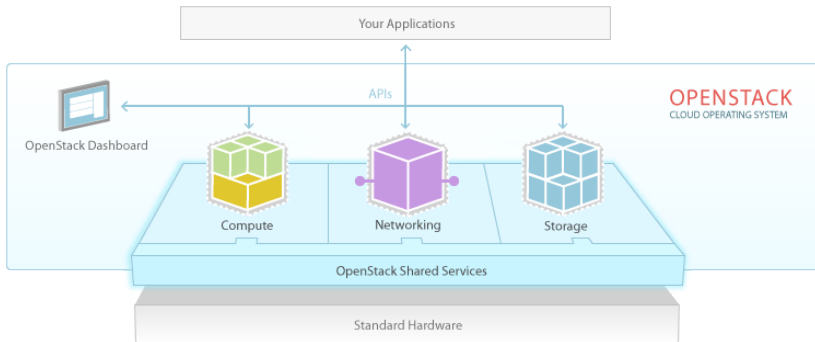 Your Applications
APIs
OPENSTACK
CLOUD OPERATING SYSTEM
OpenStack Dashboard
Compute
Networking
Storage
OpenStack Shared Services
Standard Hardware